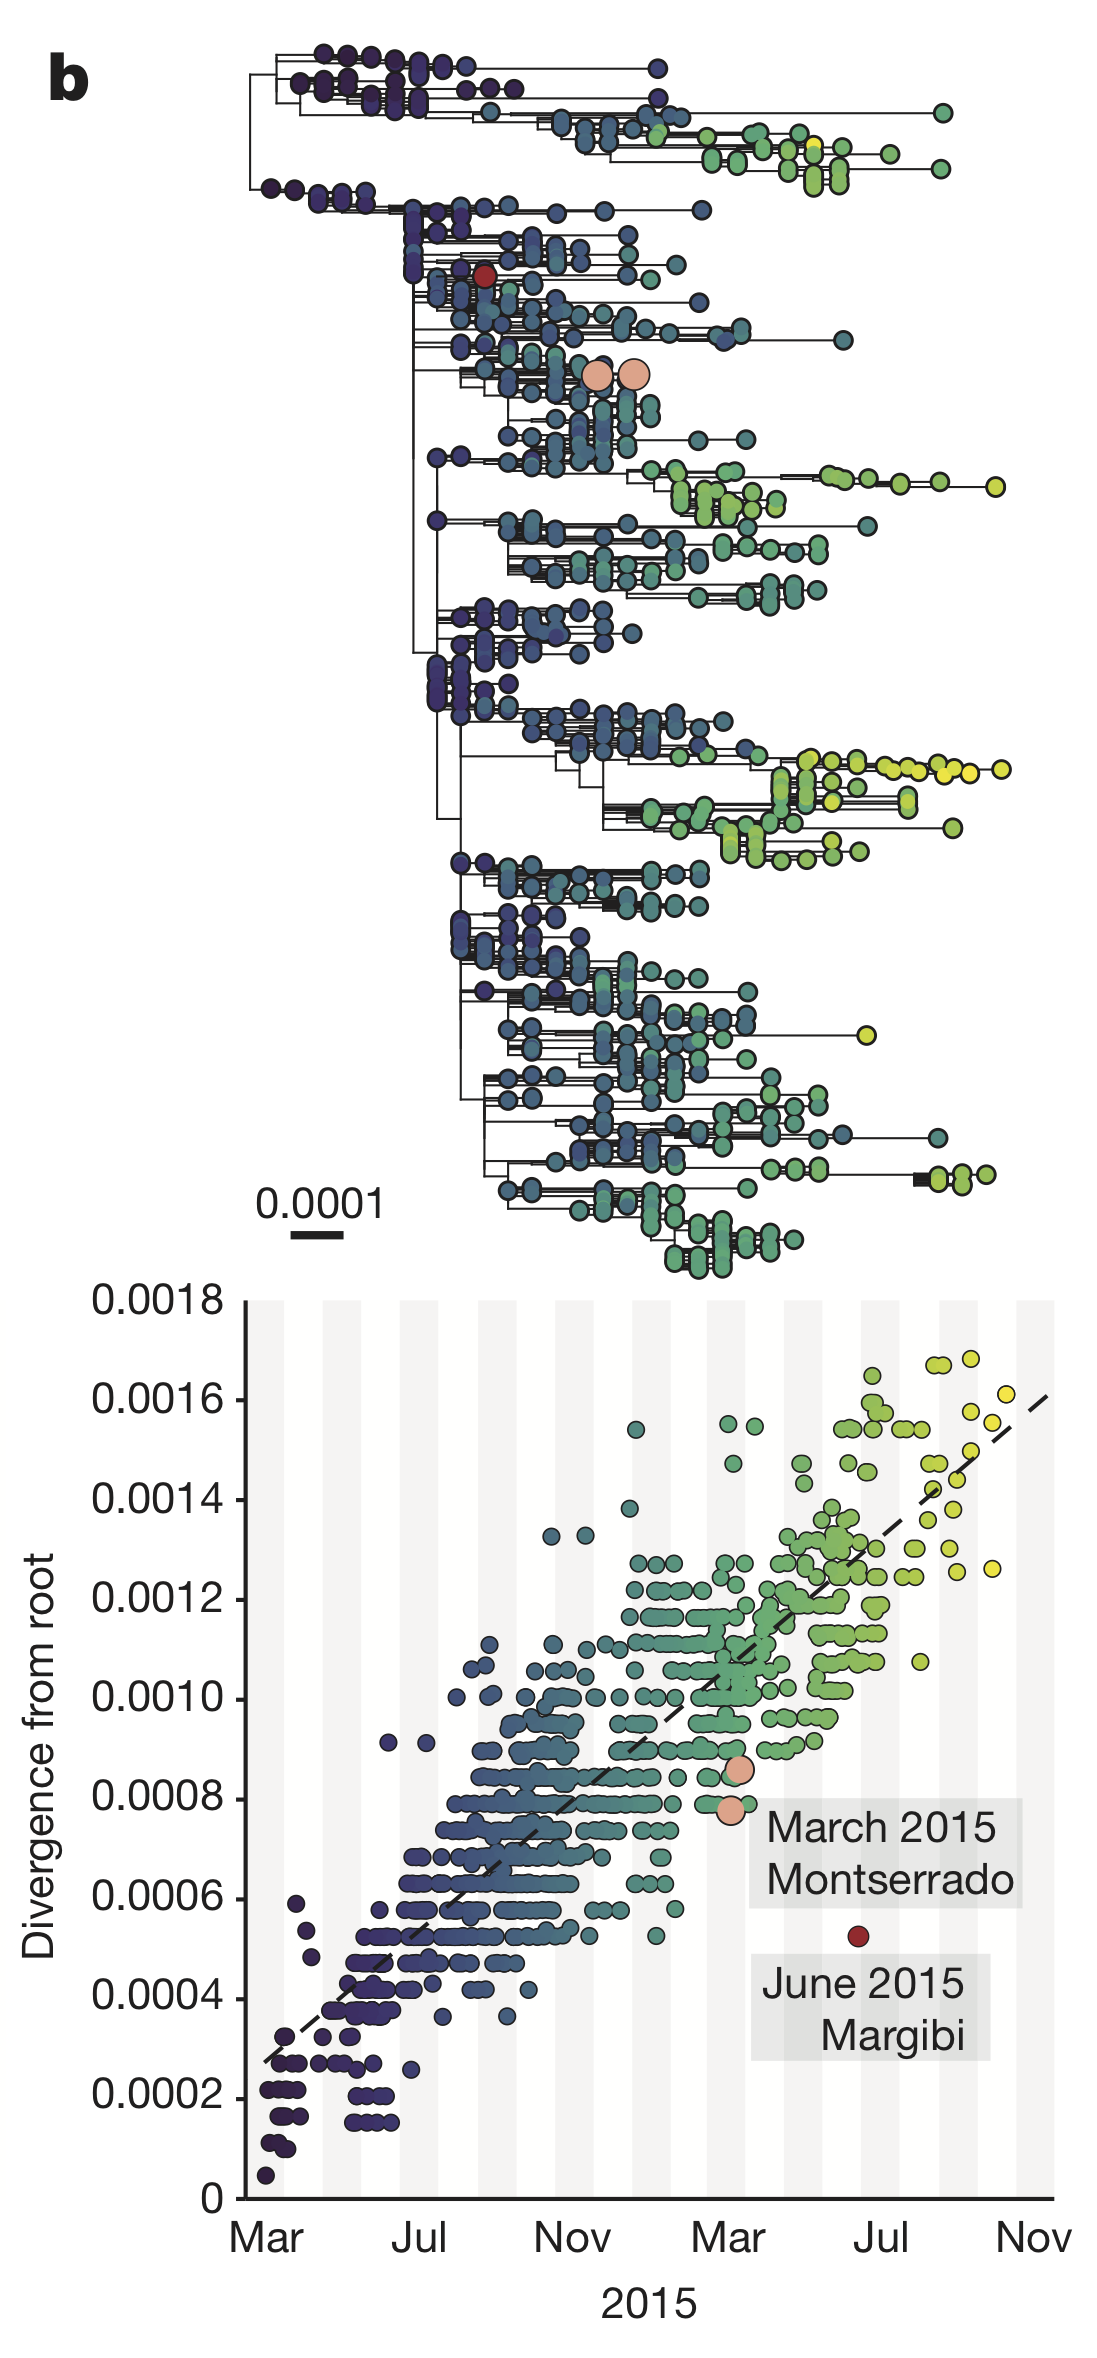 b
0.0001
0.0018
0.0016
0.0014
0.0012
0.0010
0.0008
0.0006
0.0004
0.0002
0
Divergence from root
March 2015
Montserrado
June 2015
Margibi
Mar Jul Nov Mar Jul Nov
2015